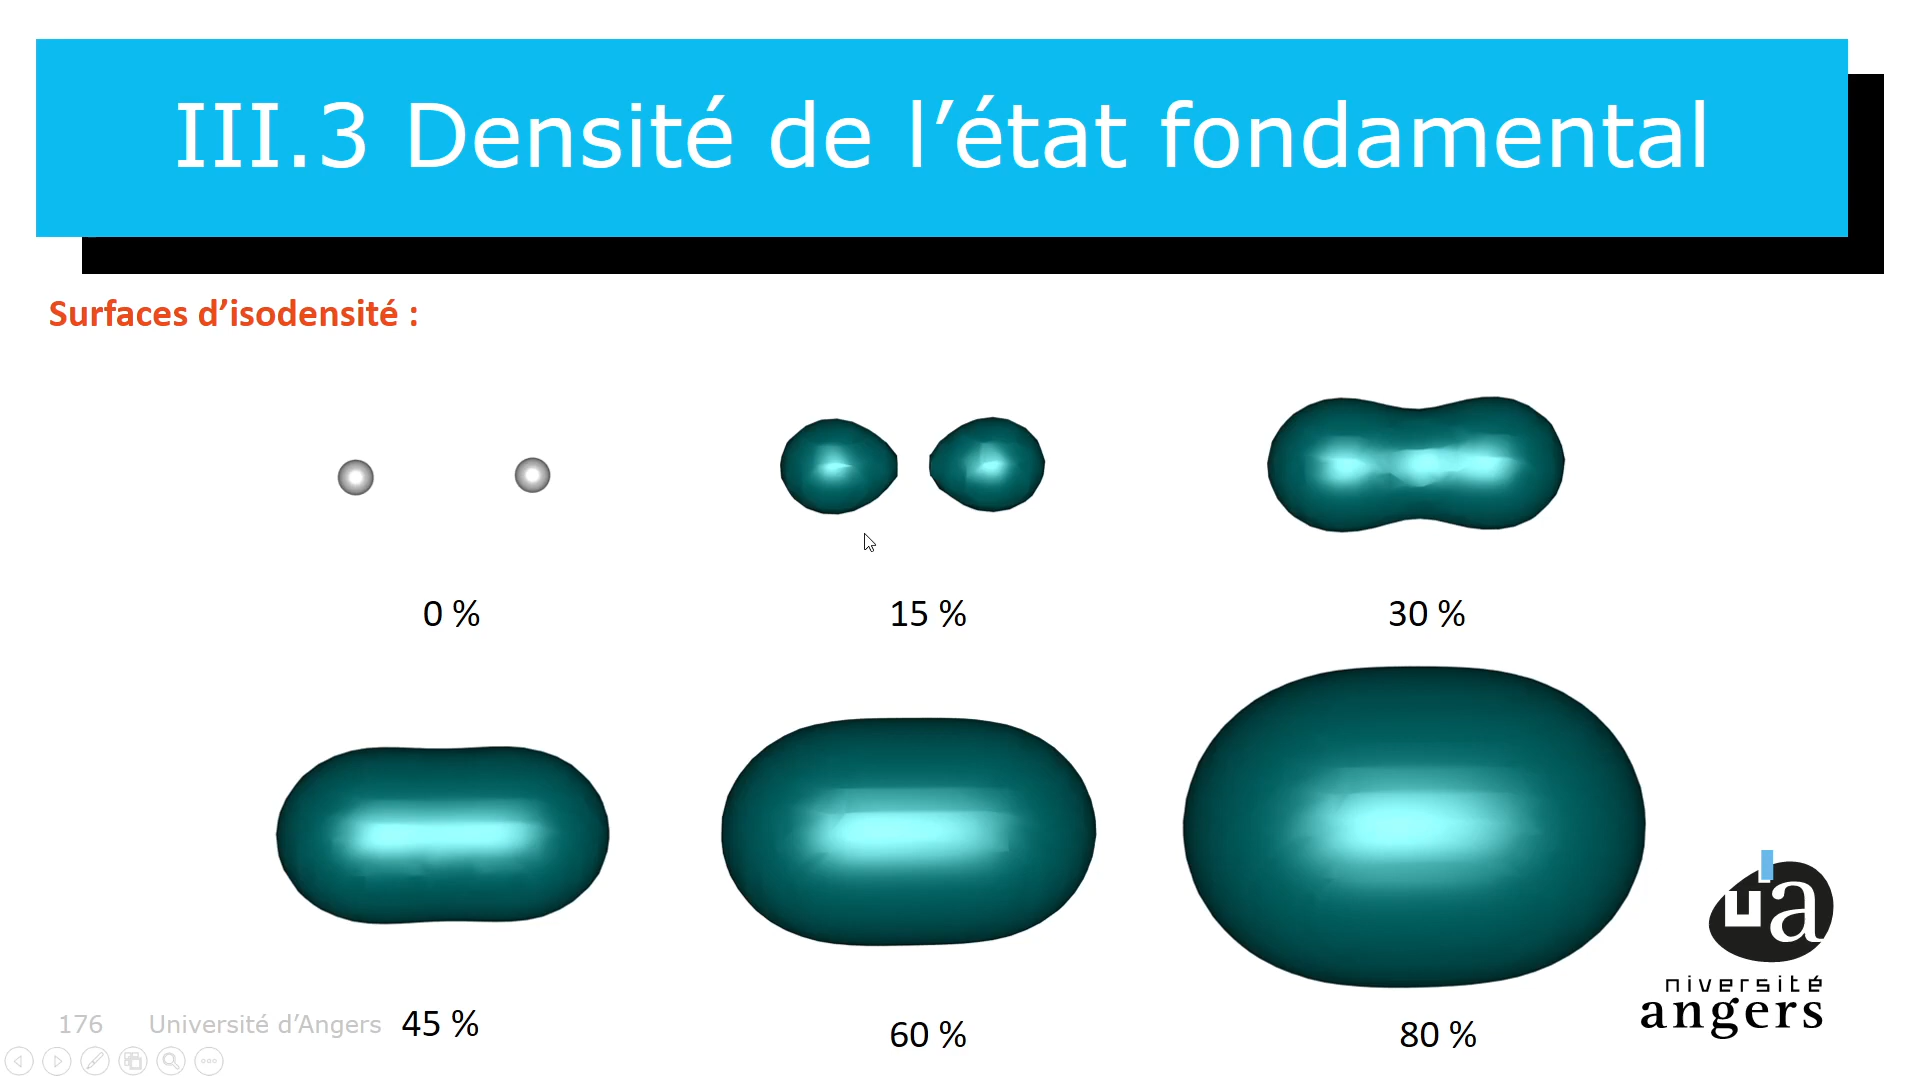 III.3 Densité de l’état fondamental
Surfaces d’isodensité :
0 %
15 %
30 %
45 %
60 %
80 %
176
Université d’Angers
ua
niversité
angers